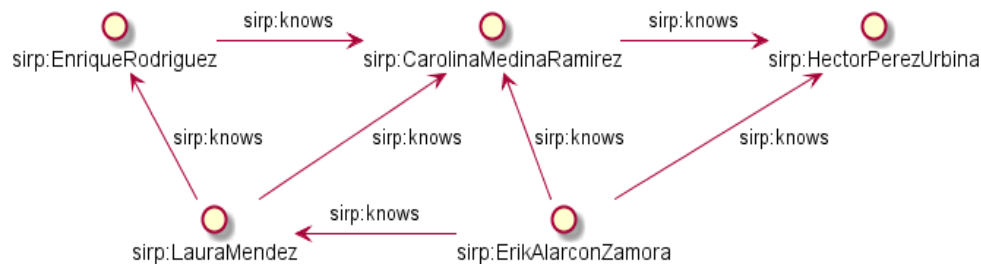 sirp:knows
sirp:knows
sirp:EnriqueRodriguez
sirp:CarolinaMedinaRamirez
sirp:HectorPerezUrbina
sirp:knows
sirp:knows
sirp:knows
sirp:knows
sirp:knows
sirp:LauraMendez
sirp:ErikAlarconZamora